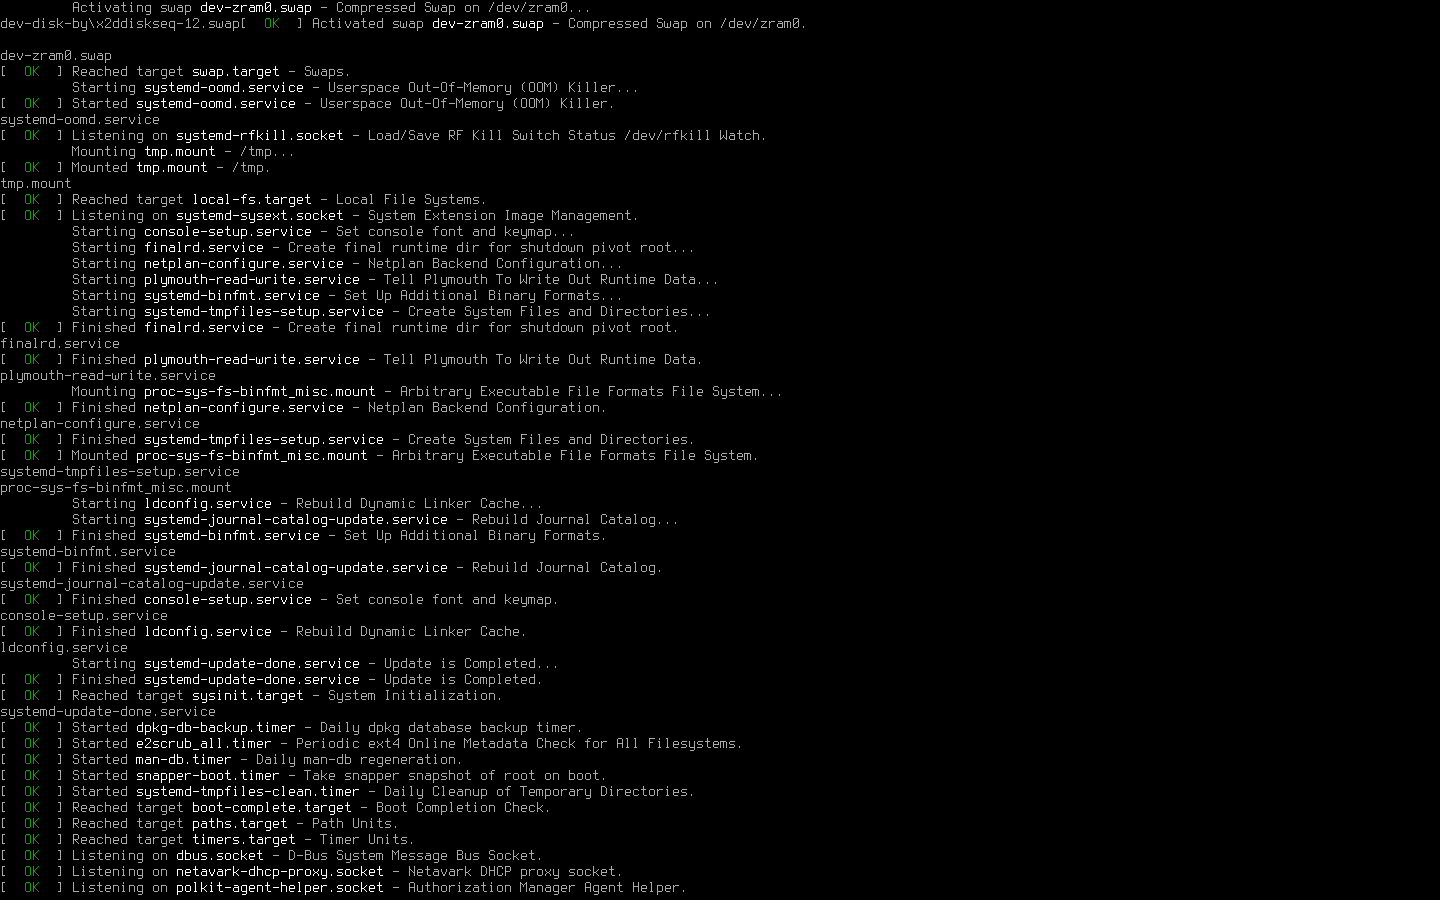 Activating swap dev-zram0.swap - Compressed Swap on /dev/zram0...
dev-disk-by\x2ddiskseq-12.swap[  OK  ] Activated swap dev-zram0.swap - Compressed Swap on /dev/zram0.
dev-zram0.swap
[  OK  ] Reached target swap.target - Swaps.
Starting systemd-oomd.service - Userspace Out-Of-Memory (OOM) Killer...
[  OK  ] Started systemd-oomd.service - Userspace Out-Of-Memory (OOM) Killer.
systemd-oomd.service
[  OK  ] Listening on systemd-rfkill.socket - Load/Save RF Kill Switch Status /dev/rfkill Watch.
Mounting tmp.mount - /tmp...
[  OK  ] Mounted tmp.mount - /tmp.
tmp.mount
[  OK  ] Reached target local-fs.target - Local File Systems.
[  OK  ] Listening on systemd-sysext.socket - System Extension Image Management.
Starting console-setup.service - Set console font and keymap...
Starting finalrd.service - Create final runtime dir for shutdown pivot root...
Starting netplan-configure.service - Netplan Backend Configuration...
Starting plymouth-read-write.service - Tell Plymouth To Write Out Runtime Data...
Starting systemd-binfmt.service - Set Up Additional Binary Formats...
Starting systemd-tmpfiles-setup.service - Create System Files and Directories...
[  OK  ] Finished finalrd.service - Create final runtime dir for shutdown pivot root.
finalrd.service
[  OK  ] Finished plymouth-read-write.service - Tell Plymouth To Write Out Runtime Data.
plymouth-read-write.service
Mounting proc-sys-fs-binfmt_misc.mount - Arbitrary Executable File Formats File System...
[  OK  ] Finished netplan-configure.service - Netplan Backend Configuration.
netplan-configure.service
[  OK  ] Finished systemd-tmpfiles-setup.service - Create System Files and Directories.
[  OK  ] Mounted proc-sys-fs-binfmt_misc.mount - Arbitrary Executable File Formats File System.
systemd-tmpfiles-setup.service
proc-sys-fs-binfmt_misc.mount
Starting ldconfig.service - Rebuild Dynamic Linker Cache...
Starting systemd-journal-catalog-update.service - Rebuild Journal Catalog...
[  OK  ] Finished systemd-binfmt.service - Set Up Additional Binary Formats.
systemd-binfmt.service
[  OK  ] Finished systemd-journal-catalog-update.service - Rebuild Journal Catalog.
systemd-journal-catalog-update.service
[  OK  ] Finished console-setup.service - Set console font and keymap.
console-setup.service
[  OK  ] Finished ldconfig.service - Rebuild Dynamic Linker Cache.
ldconfig.service
Starting systemd-update-done.service - Update is Completed...
[  OK  ] Finished systemd-update-done.service - Update is Completed.
[  OK  ] Reached target sysinit.target - System Initialization.
systemd-update-done.service
[  OK  ] Started dpkg-db-backup.timer - Daily dpkg database backup timer.
[  OK  ] Started e2scrub_all.timer - Periodic ext4 Online Metadata Check for All Filesystems.
[  OK  ] Started man-db.timer - Daily man-db regeneration.
[  OK  ] Started snapper-boot.timer - Take snapper snapshot of root on boot.
[  OK  ] Started systemd-tmpfiles-clean.timer - Daily Cleanup of Temporary Directories.
[  OK  ] Reached target boot-complete.target - Boot Completion Check.
[  OK  ] Reached target paths.target - Path Units.
[  OK  ] Reached target timers.target - Timer Units.
[  OK  ] Listening on dbus.socket - D-Bus System Message Bus Socket.
[  OK  ] Listening on netavark-dhcp-proxy.socket - Netavark DHCP proxy socket.
[  OK  ] Listening on polkit-agent-helper.socket - Authorization Manager Agent Helper.